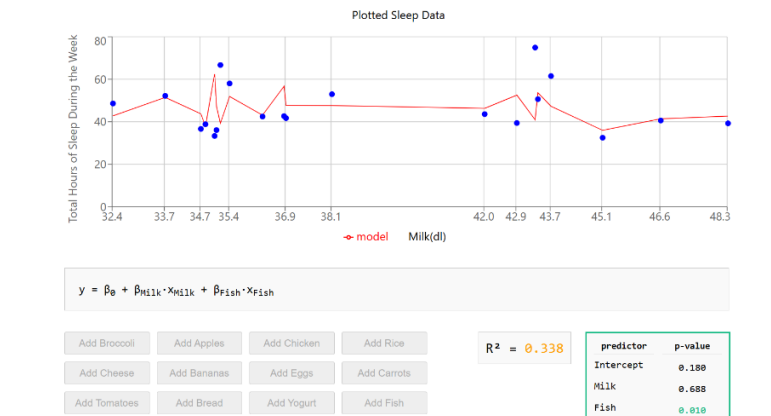 Plotted Sleep Data
Total Hours of Sleep During the Week
80
60
40
20
0
32.4 33.7 34.7 35.4 36.9 38.1 42.0 42.9 43.7 45.1 46.6 48.3
model Milk(dl)
y = β₀ + βMilk·xMilk + βFish·xFish
Add Broccoli Add Apples Add Chicken Add Rice
Add Cheese Add Bananas Add Eggs Add Carrots
Add Tomatoes Add Bread Add Yogurt Add Fish
R² = 0.338
predictor p-value
Intercept 0.180
Milk 0.688
Fish 0.010